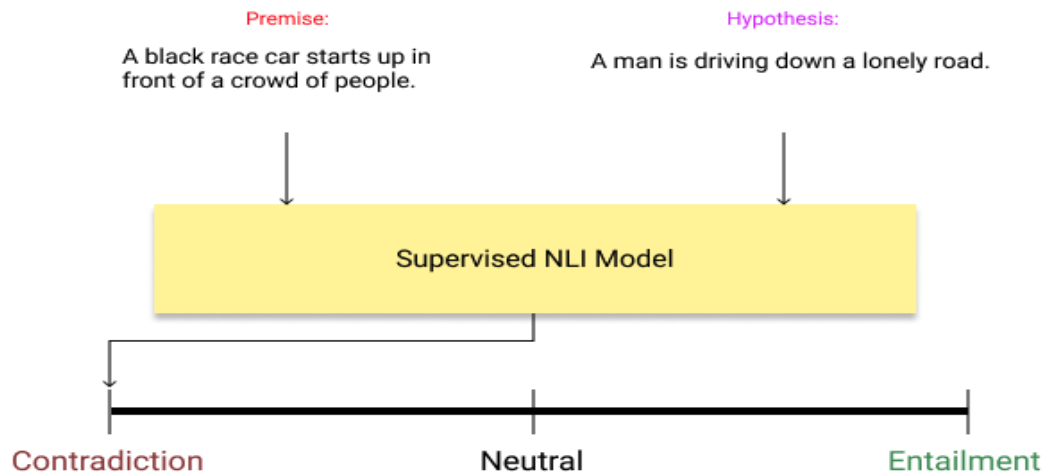 Premise:
Hypothesis:
A black race car starts up in
front of a crowd of people.
A man is driving down a lonely road.
Supervised NLI Model
Contradiction
Neutral
Entailment